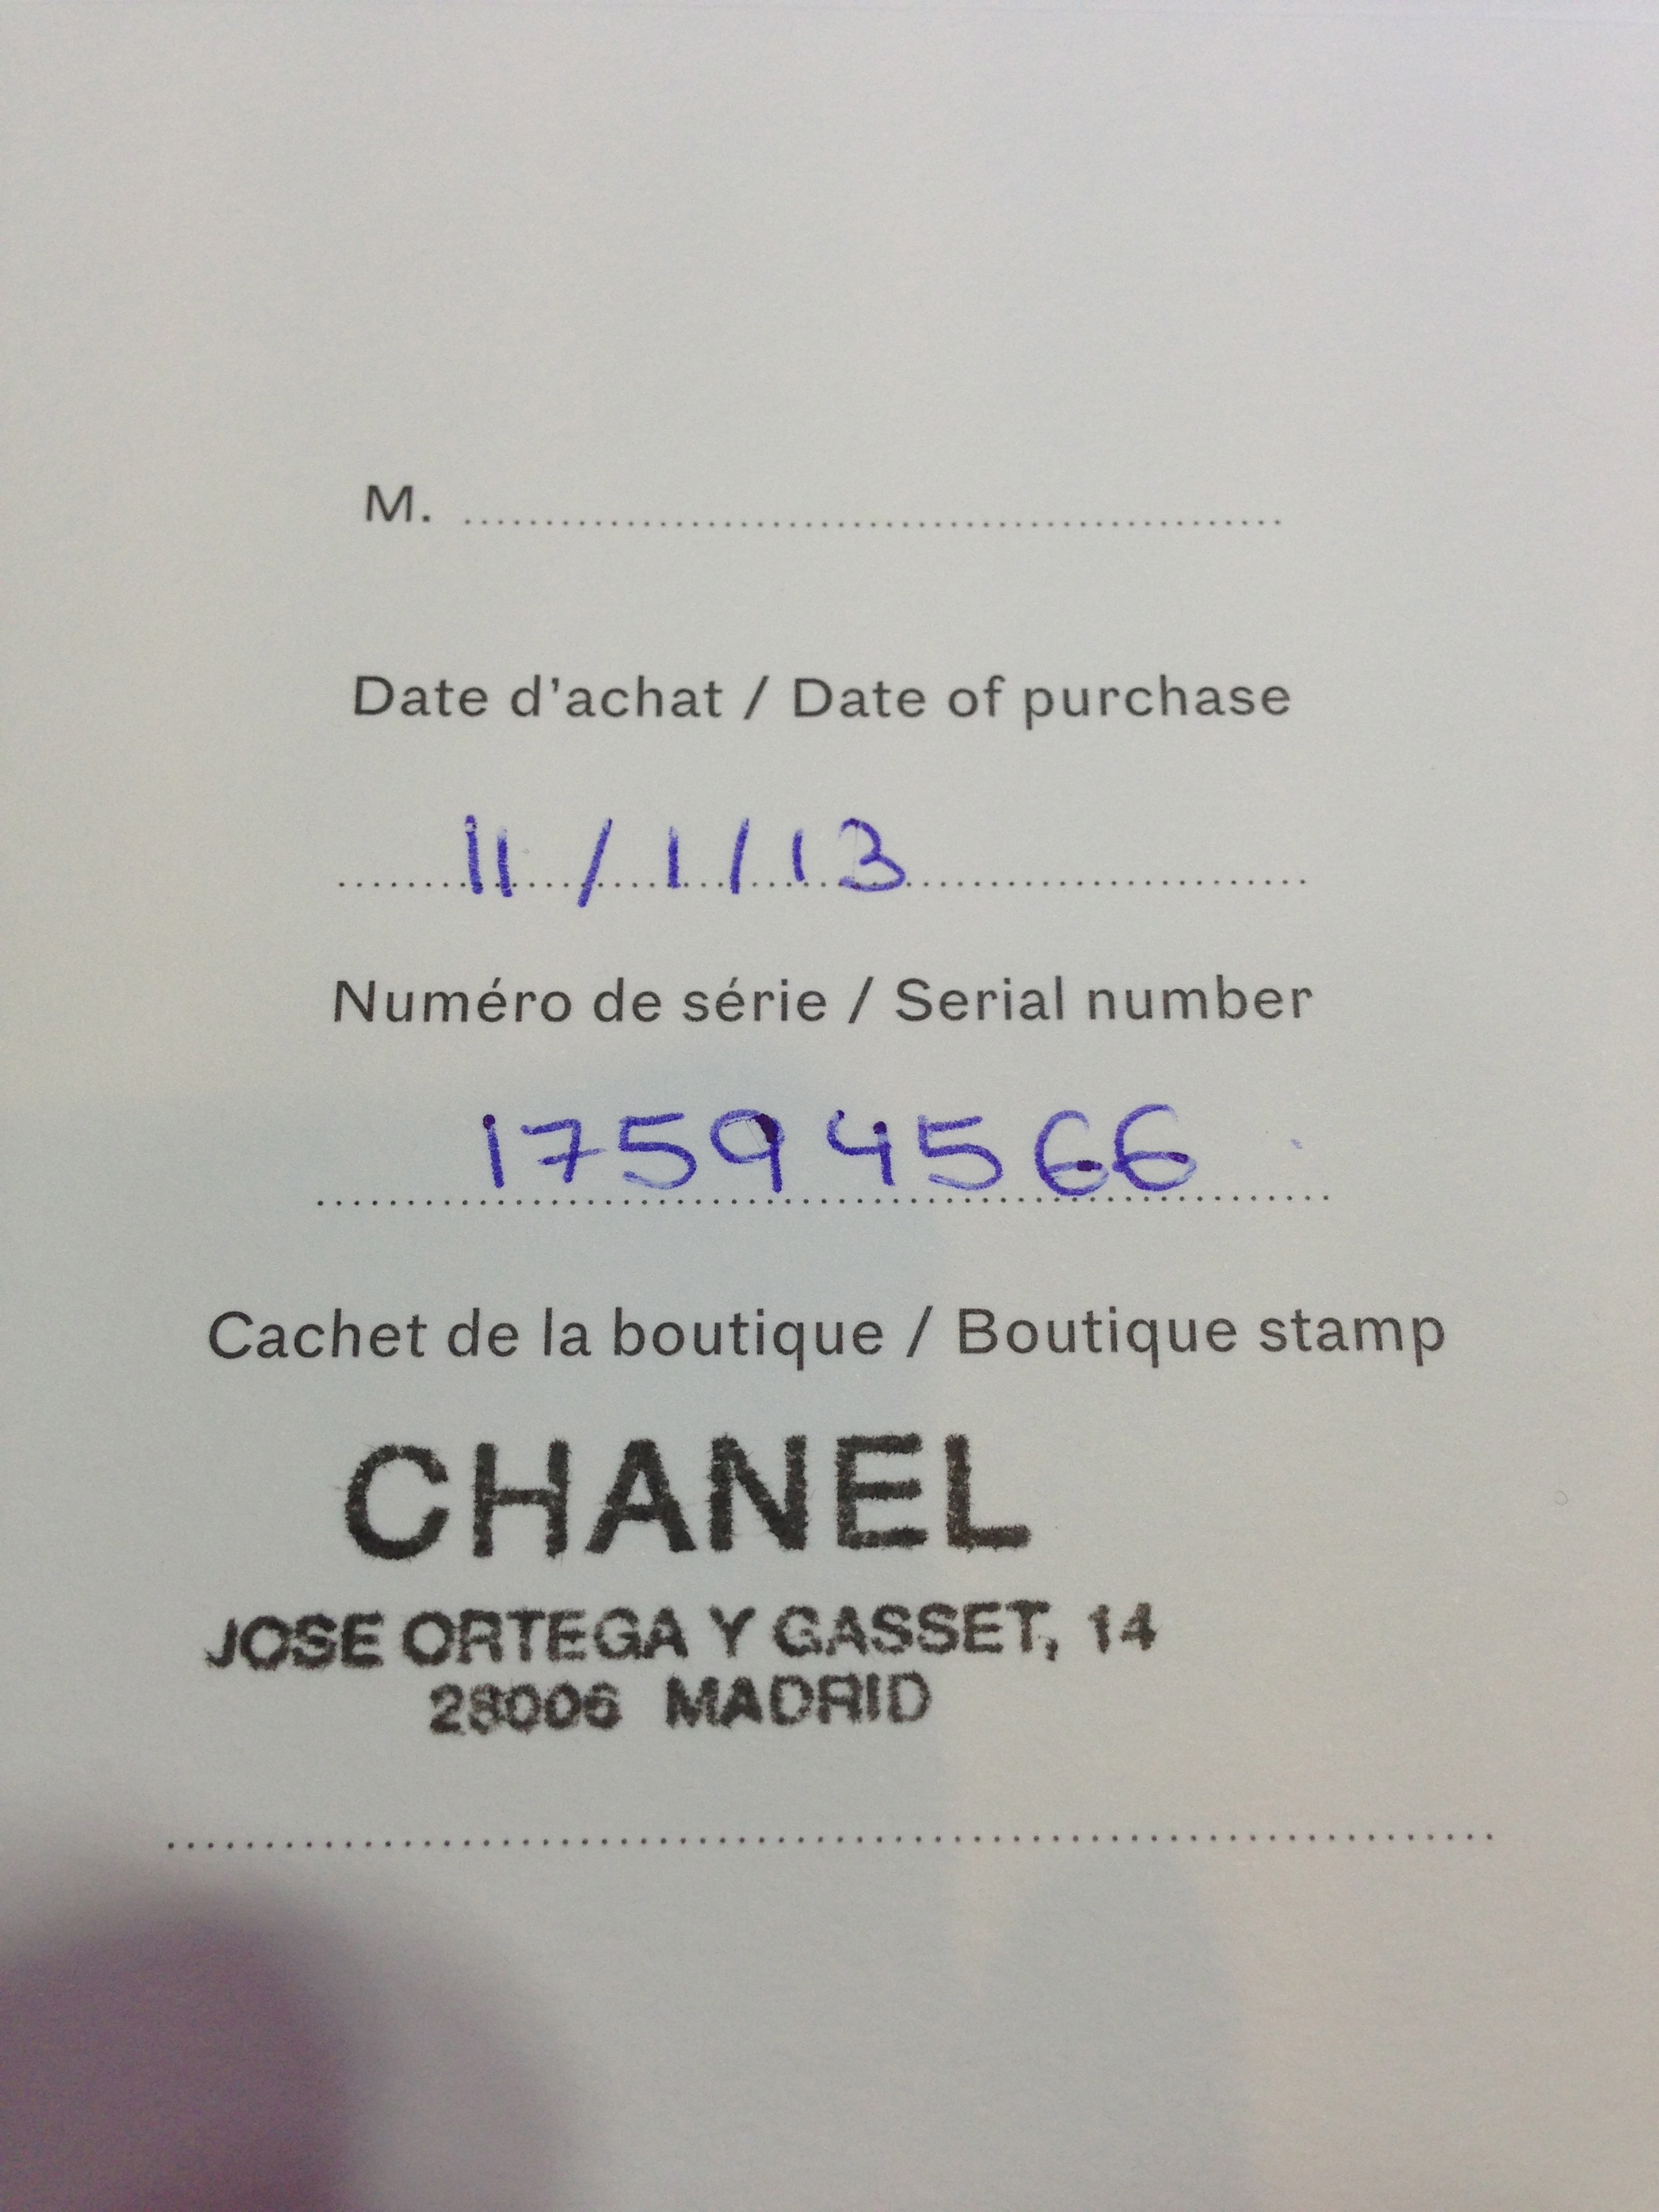 M. ........................................
Date d'achat / Date of purchase
11 / 1 / 13
Numéro de série / Serial number
17594566
Cachet de la boutique / Boutique stamp
CHANEL
JOSE ORTEGA Y GASSET, 14
28006 MADRID